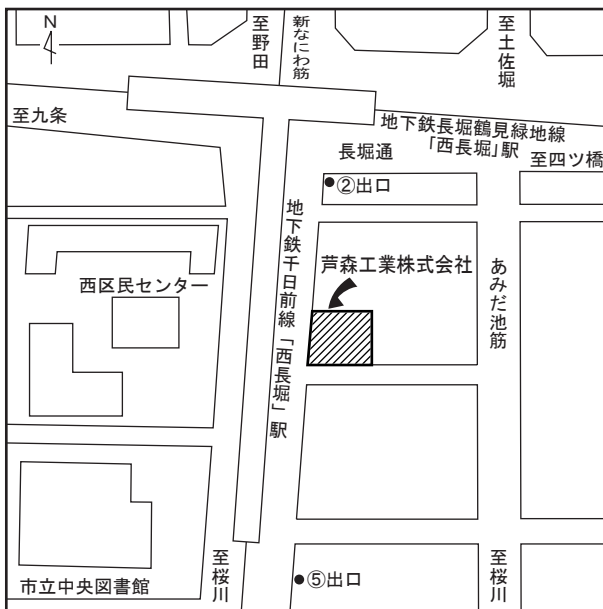 N
至野田
新なにわ筋
至土佐堀
至九条
地下鉄長堀鶴見緑地線
「西長堀」駅
長堀通
至四ツ橋
②出口
地下鉄千日前線「西長堀」駅
芦森工業株式会社
あみだ池筋
西区民センター
市立中央図書館
至桜川
⑤出口
至桜川